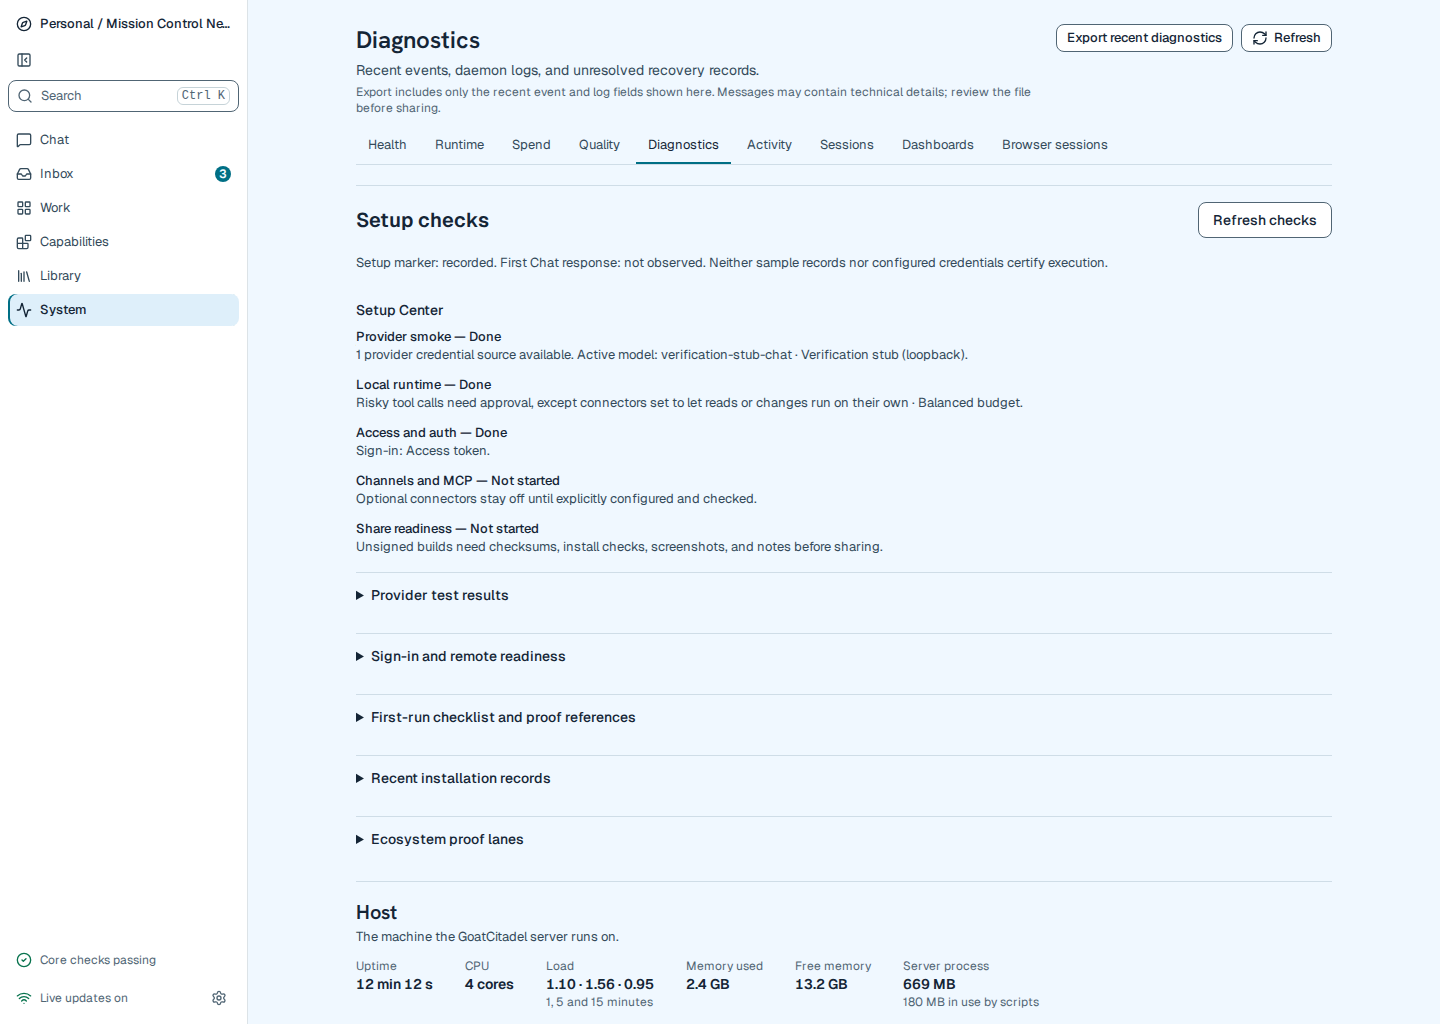 Personal / Mission Control Ne...
Search
Ctrl K
Chat
Inbox
3
Work
Capabilities
Library
System
Core checks passing
Live updates on
Diagnostics
Export recent diagnostics
Refresh
Recent events, daemon logs, and unresolved recovery records.
Export includes only the recent event and log fields shown here. Messages may contain technical details; review the file
before sharing.
Health
Runtime
Spend
Quality
Diagnostics
Activity
Sessions
Dashboards
Browser sessions
Setup checks
Refresh checks
Setup marker: recorded. First Chat response: not observed. Neither sample records nor configured credentials certify execution.
Setup Center
Provider smoke — Done
1 provider credential source available. Active model: verification-stub-chat · Verification stub (loopback).
Local runtime — Done
Risky tool calls need approval, except connectors set to let reads or changes run on their own · Balanced budget.
Access and auth — Done
Sign-in: Access token.
Channels and MCP — Not started
Optional connectors stay off until explicitly configured and checked.
Share readiness — Not started
Unsigned builds need checksums, install checks, screenshots, and notes before sharing.
Provider test results
Sign-in and remote readiness
First-run checklist and proof references
Recent installation records
Ecosystem proof lanes
Host
The machine the GoatCitadel server runs on.
Uptime
12 min 12 s
CPU
4 cores
Load
1.10 · 1.56 · 0.95
1, 5 and 15 minutes
Memory used
2.4 GB
Free memory
13.2 GB
Server process
669 MB
180 MB in use by scripts